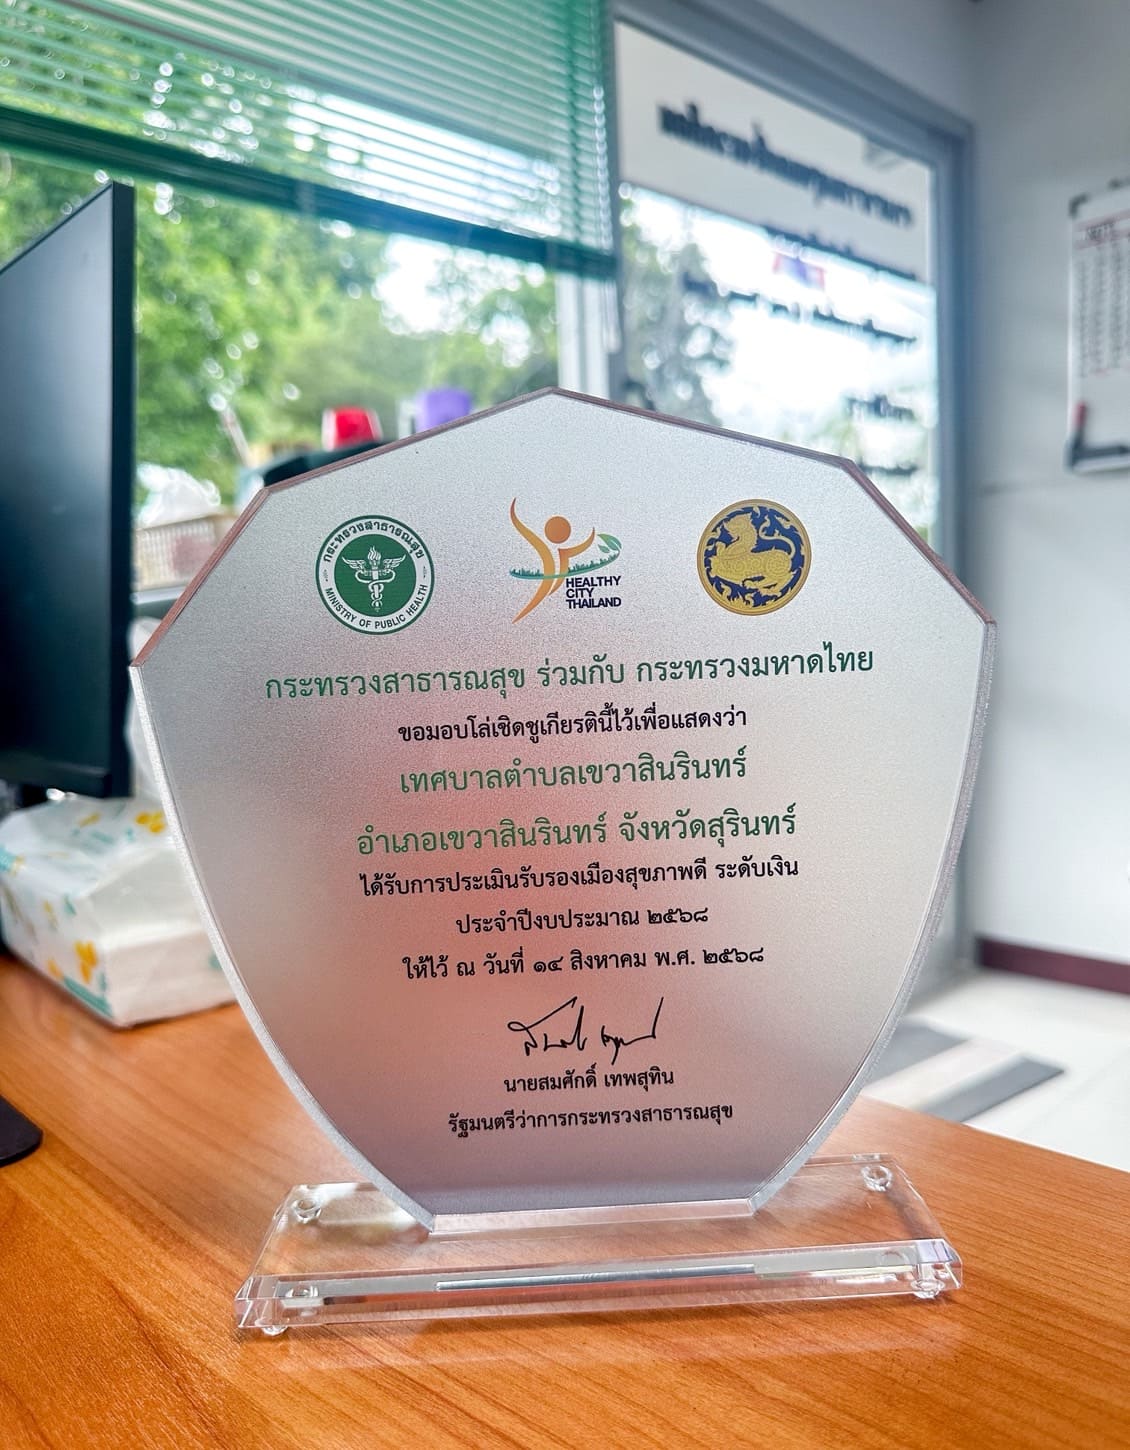 กระทรวงสาธารณสุข
MINISTRY OF PUBLIC HEALTH
HEALTHY
CITY
THAILAND
กระทรวงสาธารณสุข ร่วมกับ กระทรวงมหาดไทย
ขอมอบโล่เชิดชูเกียรตินี้ไว้เพื่อแสดงว่า
เทศบาลตำบลเขวาสินรินทร์
อำเภอเขวาสินรินทร์ จังหวัดสุรินทร์
ได้รับการประเมินรับรองเมืองสุขภาพดี ระดับเงิน
ประจำปีงบประมาณ ๒๕๖๘
ให้ไว้ ณ วันที่ ๑๔ สิงหาคม พ.ศ. ๒๕๖๘
นายสมศักดิ์ เทพสุทิน
รัฐมนตรีว่าการกระทรวงสาธารณสุข